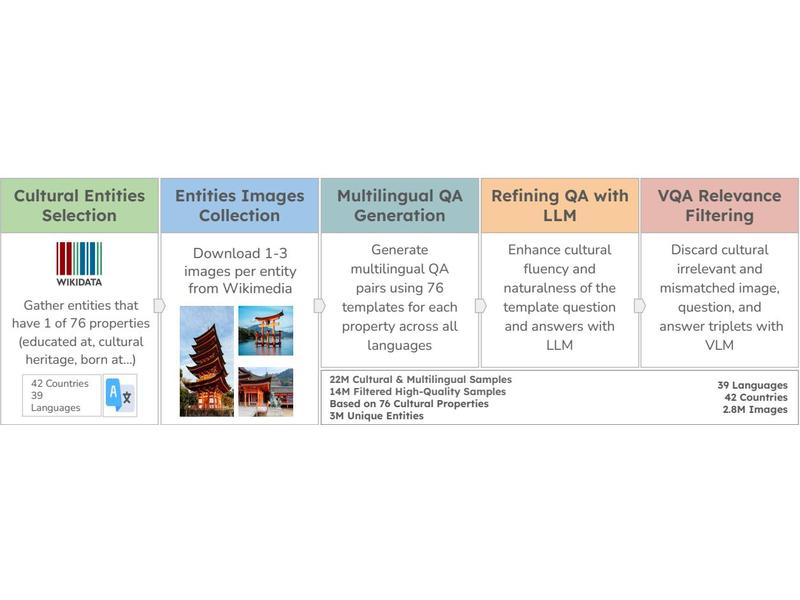 Cultural Entities
Selection
WIKIDATA
Gather entities that
have 1 of 76 properties
(educated at, cultural
heritage, born at...)
42 Countries
39
Languages
A
文
Entities Images
Collection
Download 1-3
images per entity
from Wikimedia
Multilingual QA
Generation
Generate
multilingual QA
pairs using 76
templates for each
property across all
languages
Refining QA with
LLM
Enhance cultural
fluency and
naturalness of the
template question
and answers with
LLM
VQA Relevance
Filtering
Discard cultural
irrelevant and
mismatched image,
question, and
answer triplets with
VLM
22M Cultural & Multilingual Samples
14M Filtered High-Quality Samples
Based on 76 Cultural Properties
3M Unique Entities
39 Languages
42 Countries
2.8M Images